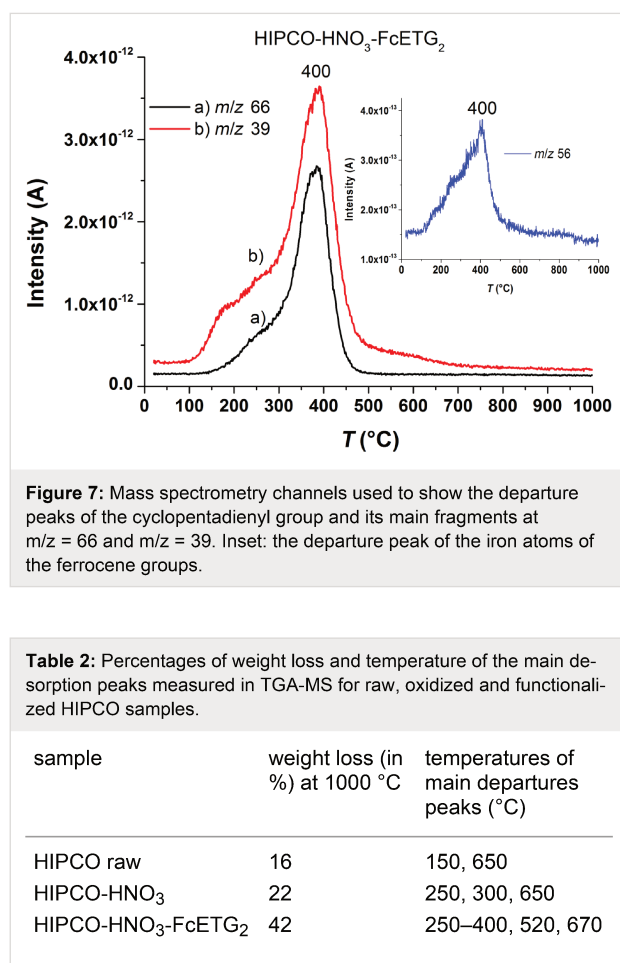 HIPCO-HNO3-FcETG2
4.0x10-12
3.0x10-12
2.0x10-12
1.0x10-12
0.0
Intensity (A)
a) m/z 66
b) m/z 39
400
b)
a)
0 100 200 300 400 500 600 700 800 900 1000
T (°C)
4.0x10-13
3.0x10-13
2.0x10-13
1.0x10-13
Intensity (A)
400
m/z 56
0 200 400 600 800 1000
T (°C)
Figure 7: Mass spectrometry channels used to show the departure
peaks of the cyclopentadienyl group and its main fragments at
m/z = 66 and m/z = 39. Inset: the departure peak of the iron atoms of
the ferrocene groups.
Table 2: Percentages of weight loss and temperature of the main de-
sorption peaks measured in TGA-MS for raw, oxidized and functionali-
zed HIPCO samples.
sample weight loss (in temperatures of
%) at 1000 °C main departures
peaks (°C)
HIPCO raw 16 150, 650
HIPCO-HNO3 22 250, 300, 650
HIPCO-HNO3-FcETG2 42 250–400, 520, 670